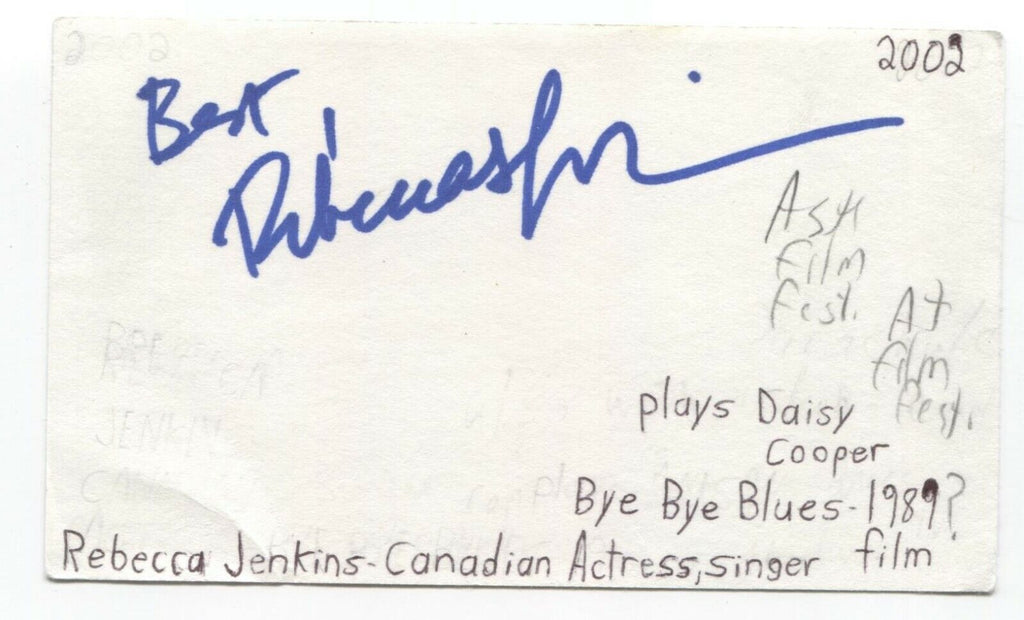 2002
Best
Rebecca Jenkins
Film
Fest.
At
film
Fest.
plays Daisy
Cooper
Bye Bye Blues - 1989?
Rebecca Jenkins - Canadian Actress, singer film